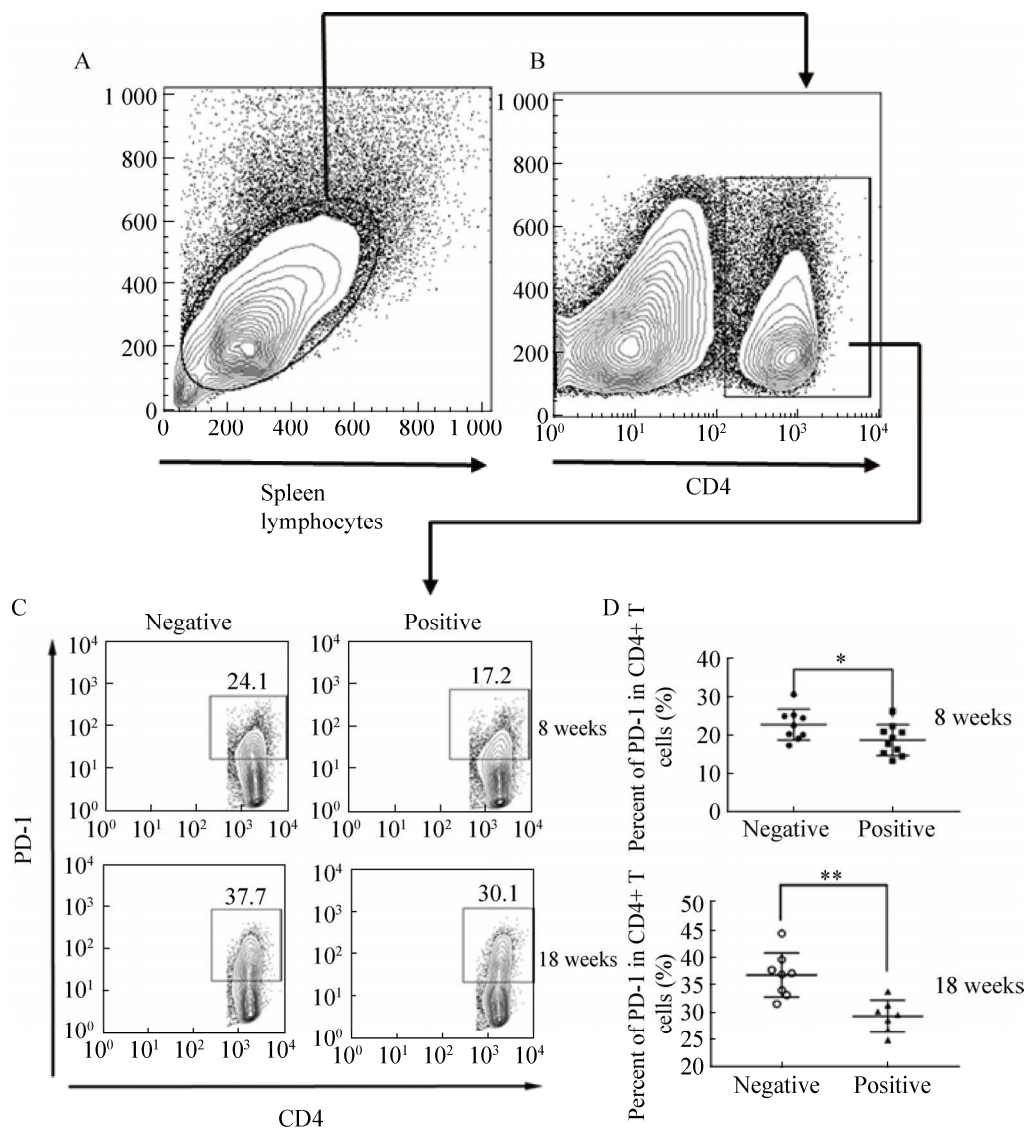 A
1 000
800
600
400
200
0
0 200 400 600 800 1 000
Spleen
lymphocytes
B
1 000
800
600
400
200
0
10⁰ 10¹ 10² 10³ 10⁴
CD4
C
Negative Positive
PD-1
10⁴
10³
10²
10¹
10⁰
24.1
10⁰ 10¹ 10² 10³ 10⁴
10⁴
10³
10²
10¹
10⁰
17.2
8 weeks
10⁰ 10¹ 10² 10³ 10⁴
10⁴
10³
10²
10¹
10⁰
37.7
10⁰ 10¹ 10² 10³ 10⁴
10⁴
10³
10²
10¹
10⁰
30.1
18 weeks
10⁰ 10¹ 10² 10³ 10⁴
CD4
D
Percent of PD-1 in CD4+ T
cells (%)
40
30
20
10
0
*
8 weeks
Negative Positive
Percent of PD-1 in CD4+ T
cells (%)
50
45
40
35
30
25
20
**
18 weeks
Negative Positive